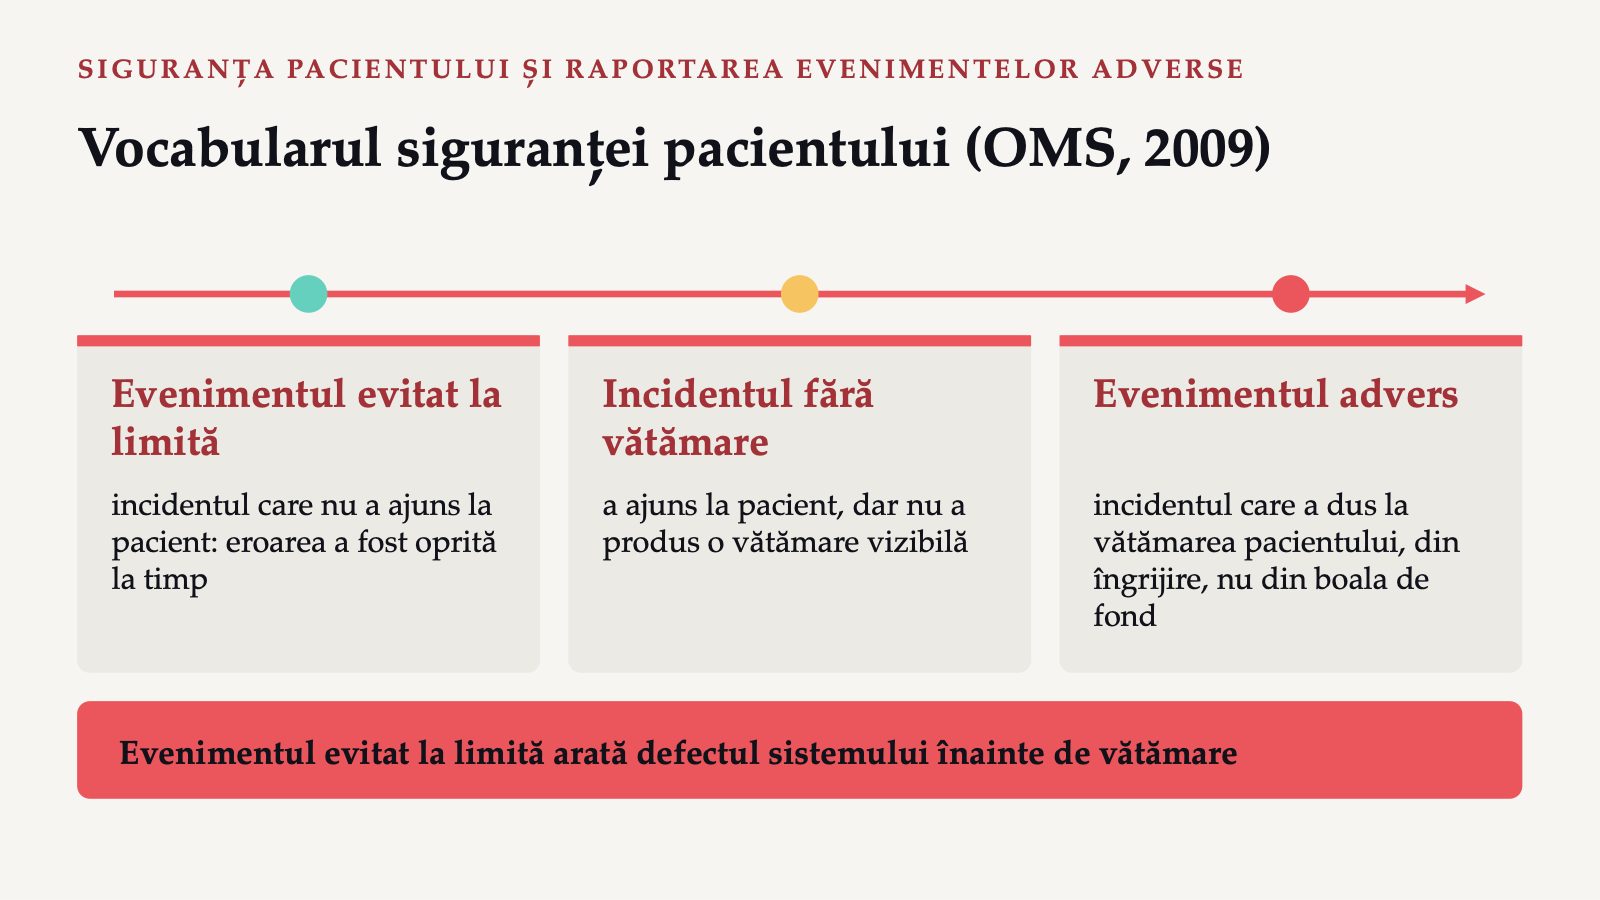 SIGURANȚA PACIENTULUI ȘI RAPORTAREA EVENIMENTELOR ADVERSE
Vocabularul siguranței pacientului (OMS, 2009)
Evenimentul evitat la
limită
incidentul care nu a ajuns la
pacient: eroarea a fost oprită
la timp
Incidentul fără
vătămare
a ajuns la pacient, dar nu a
produs o vătămare vizibilă
Evenimentul advers
incidentul care a dus la
vătămarea pacientului, din
îngrijire, nu din boala de
fond
Evenimentul evitat la limită arată defectul sistemului înainte de vătămare